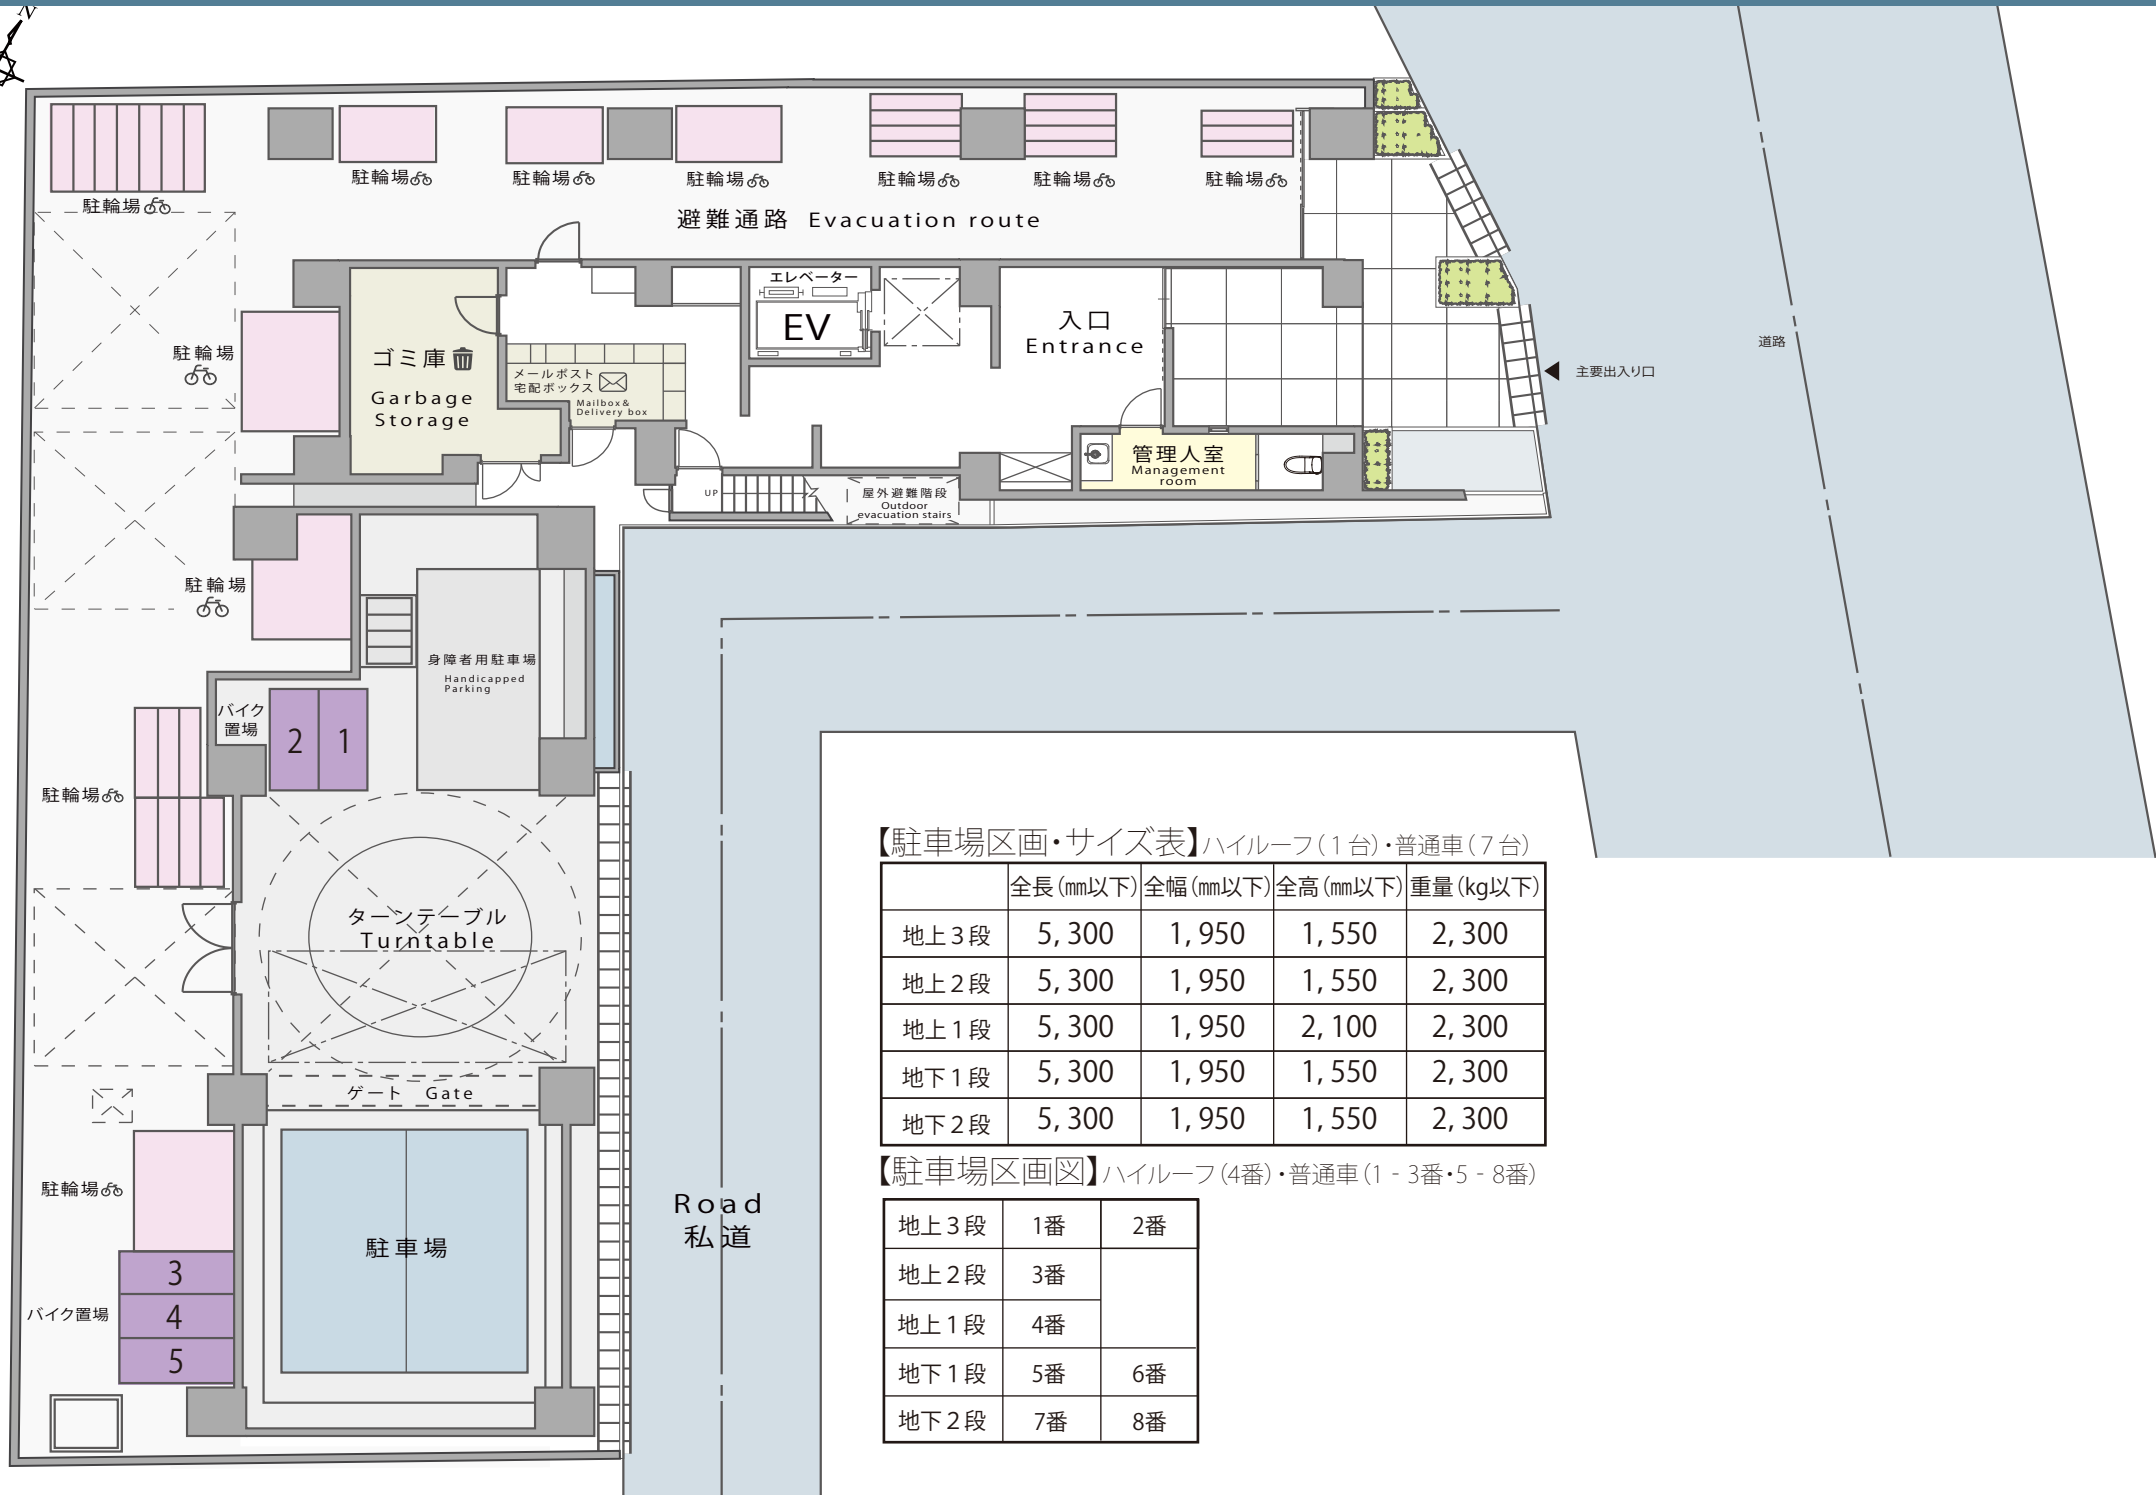 N
駐輪場
駐輪場
駐輪場
駐輪場
駐輪場
駐輪場
駐輪場
避難通路 Evacuation route
エレベーター
EV
入口
Entrance
道路
主要出入り口
駐輪場
ゴミ庫
Garbage
Storage
メールポスト
宅配ボックス
Mailbox&
Delivery box
管理人室
Management
room
UP
屋外避難階段
Outdoor
evacuation stairs
駐輪場
身障者用駐車場
Handicapped
Parking
バイク
置場
2
1
駐輪場
ターンテーブル
Turntable
ゲート Gate
駐輪場
駐車場
3
4
5
バイク置場
Road
私道
【駐車場区画・サイズ表】ハイルーフ(1台)・普通車(7台)
全長(㎜以下) 全幅(㎜以下) 全高(㎜以下) 重量(kg以下)
地上3段 5,300 1,950 1,550 2,300
地上2段 5,300 1,950 1,550 2,300
地上1段 5,300 1,950 2,100 2,300
地下1段 5,300 1,950 1,550 2,300
地下2段 5,300 1,950 1,550 2,300
【駐車場区画図】ハイルーフ(4番)・普通車(1‐3番・5‐8番)
地上3段 1番 2番
地上2段 3番
地上1段 4番
地下1段 5番 6番
地下2段 7番 8番